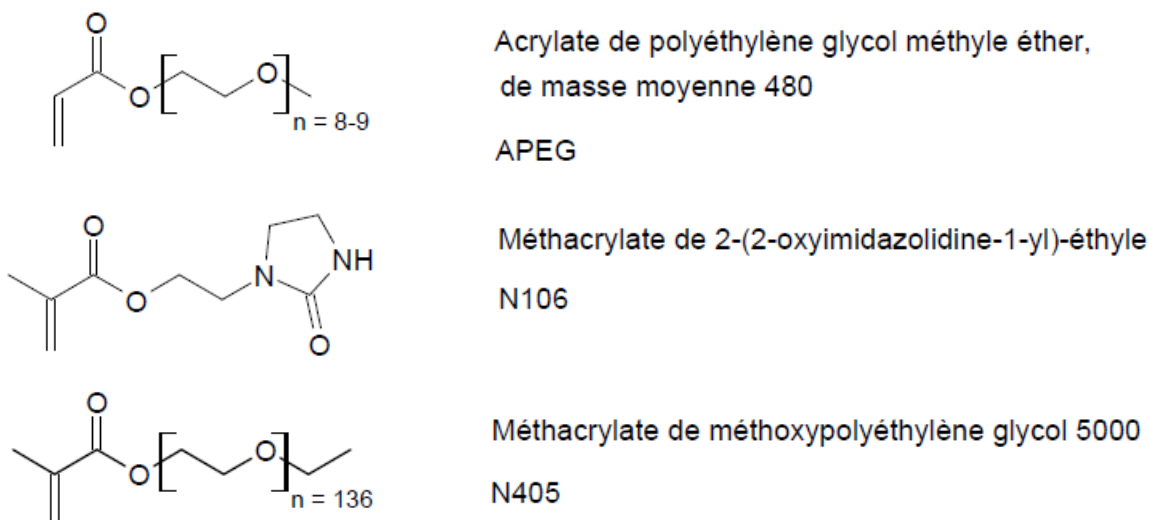 O
O
O
n = 8-9
Acrylate de polyéthylène glycol méthyle éther,
de masse moyenne 480
APEG
O
O
N
NH
O
Méthacrylate de 2-(2-oxyimidazolidine-1-yl)-éthyle
N106
O
O
O
n = 136
Méthacrylate de méthoxypolyéthylène glycol 5000
N405